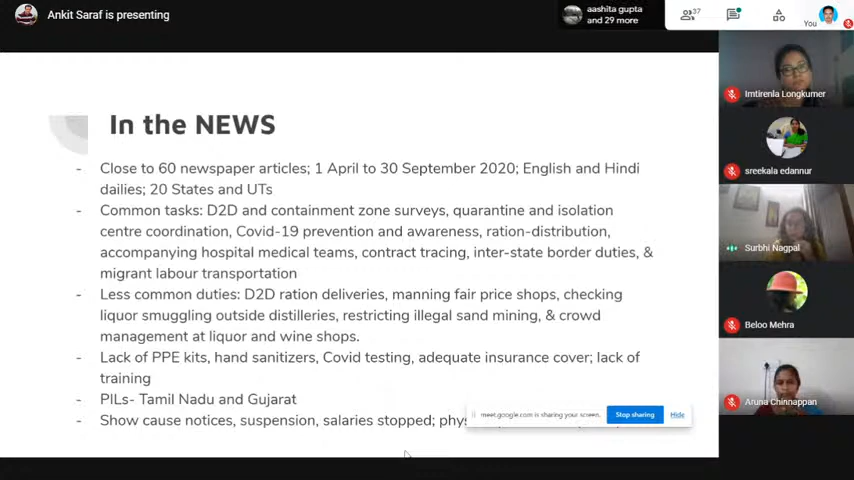 Ankit Saraf is presenting
aashita gupta
and 29 more
37
You
In the NEWS
- Close to 60 newspaper articles; 1 April to 30 September 2020; English and Hindi
dailies; 20 States and UTs
- Common tasks: D2D and containment zone surveys, quarantine and isolation
centre coordination, Covid-19 prevention and awareness, ration-distribution,
accompanying hospital medical teams, contract tracing, inter-state border duties, &
migrant labour transportation
- Less common duties: D2D ration deliveries, manning fair price shops, checking
liquor smuggling outside distilleries, restricting illegal sand mining, & crowd
management at liquor and wine shops.
- Lack of PPE kits, hand sanitizers, Covid testing, adequate insurance cover; lack of
training
- PILs- Tamil Nadu and Gujarat
- Show cause notices, suspension, salaries stopped;
meet.google.com is sharing your screen.
Stop sharing
Hide
Imtirenla Longkumer
sreekala edannur
Surbhi Nagpal
Beloo Mehra
Aruna Chinnappan